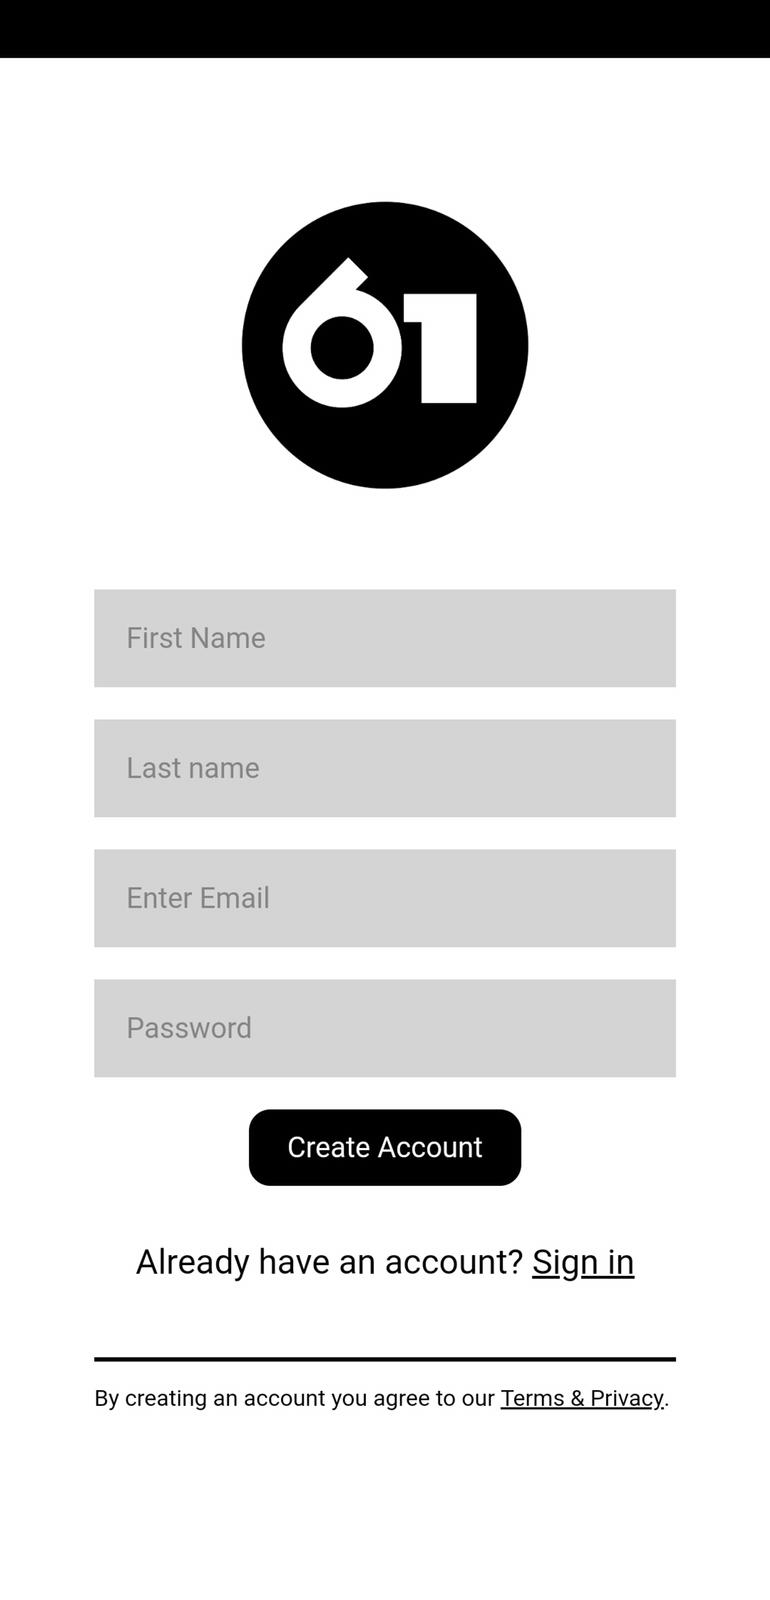 61
First Name
Last name
Enter Email
Password
Create Account
Already have an account? Sign in
By creating an account you agree to our Terms & Privacy.